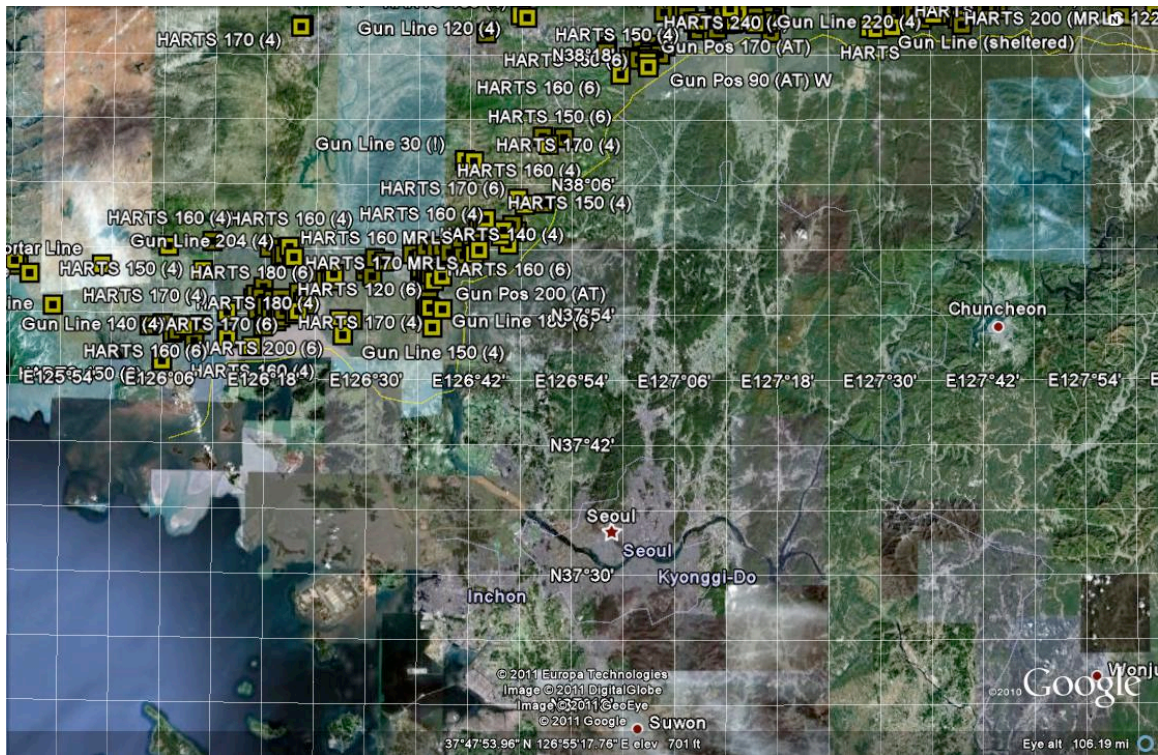 HARTS 170 (4)
Gun Line 120 (4)
HARTS 150 (4)
HARTS 240 (
Gun Line 220 (4)
HARTS 200 (MRL
122
HARTS
Gun Line (sheltered)
Gun Pos 170 (AT)
N38°18'
Gun Pos 90 (AT) W
HARTS 160 (6)
HARTS 150 (6)
Gun Line 30 (!)
HARTS 170 (4)
HARTS 160 (4)
HARTS 170 (6)
N38°06'
HARTS 150 (4)
HARTS 160 (4)
HARTS 160 (4)
HARTS 160 (4)
Gun Line 204 (4)
HARTS 160 MRLS
HARTS 140 (4)
ortar Line
HARTS 150 (4)
HARTS 180 (6)
HARTS 170 MRLS
HARTS 160 (6)
HARTS 170 (4)
HARTS 120 (6)
Gun Pos 200 (AT)
ine
HARTS 180 (4)
Chuncheon
N37°54'
Gun Line 140 (4)
ARTS 170 (6)
HARTS 170 (4)
Gun Line 180 (6)
HARTS 160 (6)
HARTS 200 (6)
Gun Line 150 (4)
HARTS 160 (4)
E125°54' E126°06' E126°18' E126°30' E126°42' E126°54' E127°06' E127°18' E127°30' E127°42' E127°54' E
N37°42'
Seoul
Seoul
N37°30'
Kyonggi-Do
Inchon
Wonju
© 2011 Europa Technologies
Image © 2011 DigitalGlobe
Image © 2011 GeoEye
© 2011 Google
©2010 Google
Suwon
37°47'53.96" N 126°55'17.76" E elev 701 ft
Eye alt 106.19 mi